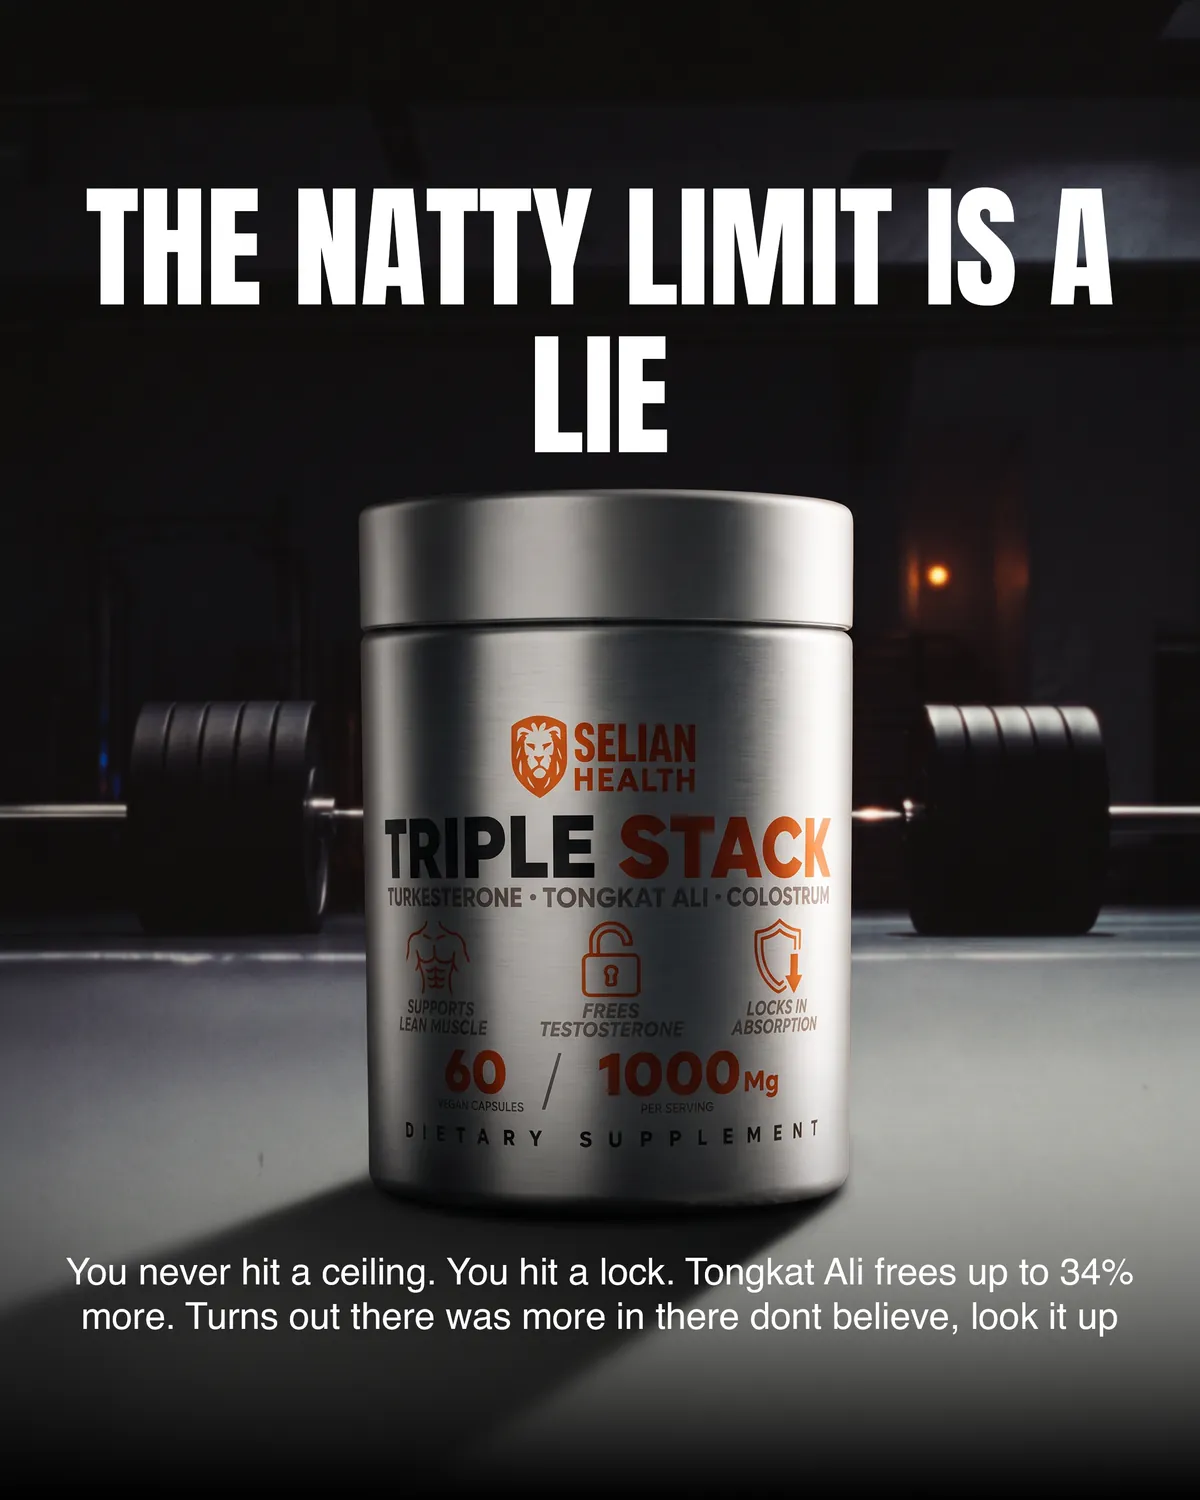 THE NATTY LIMIT IS A
LIE
SELIAN
HEALTH
TRIPLE STACK
TURKESTERONE • TONGKAT ALI • COLOSTRUM
SUPPORTS
LEAN MUSCLE
FREES
TESTOSTERONE
LOCKS IN
ABSORPTION
60 / 1000Mg
VEGAN CAPSULES
PER SERVING
DIETARY SUPPLEMENT
You never hit a ceiling. You hit a lock. Tongkat Ali frees up to 34%
more. Turns out there was more in there dont believe, look it up